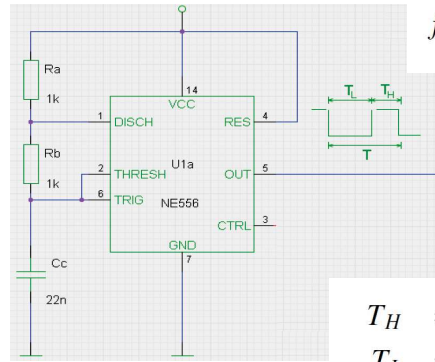 f
Ra
1k
14
VCC
1
DISCH
RES
4
T_L
T_H
T
Rb
1k
2
THRESH
U1a
OUT
5
6
TRIG
NE556
CTRL
3
GND
7
Cc
22n
T_H